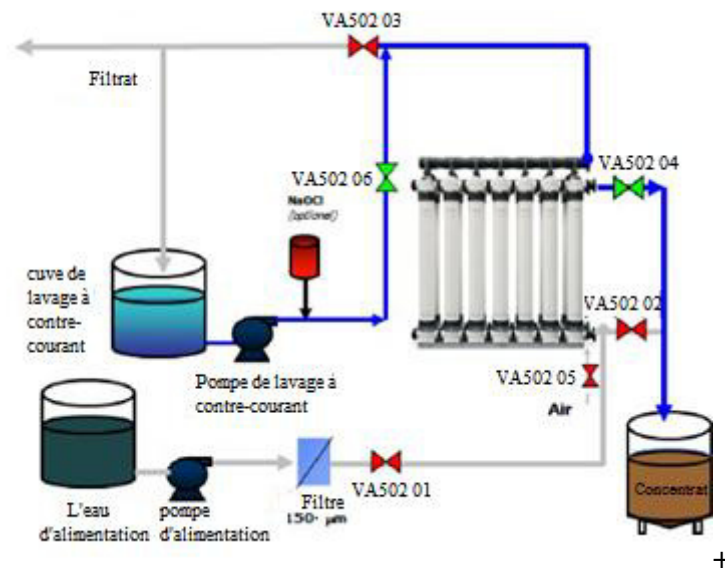 VA502 03
Filtrat
VA502 04
VA502 06
NaOCl
(optionel)
cuve de
lavage à
contre-
courant
VA502 02
VA502 05
Pompe de lavage à
contre-courant
Air
Concentrat
L'eau
d'alimentation
pompe
d'alimentation
Filtre
150- µm
VA502 01
+